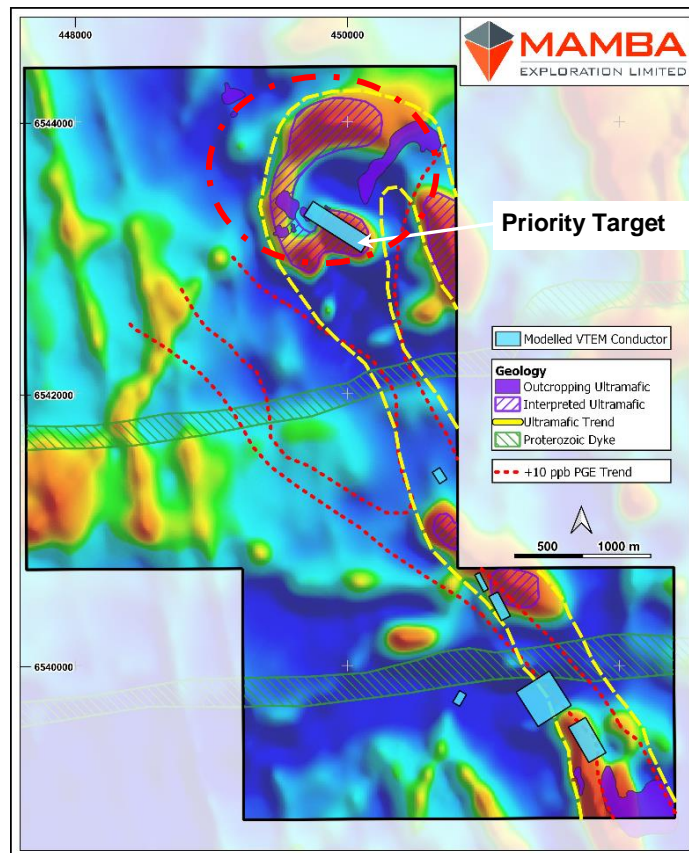 448000
450000
MAMBA
EXPLORATION LIMITED
6544000
Priority Target
Modelled VTEM Conductor
Geology
Outcropping Ultramafic
Interpreted Ultramafic
Ultramafic Trend
Proterozoic Dyke
+10 ppb PGE Trend
6542000
500 1000 m
6540000